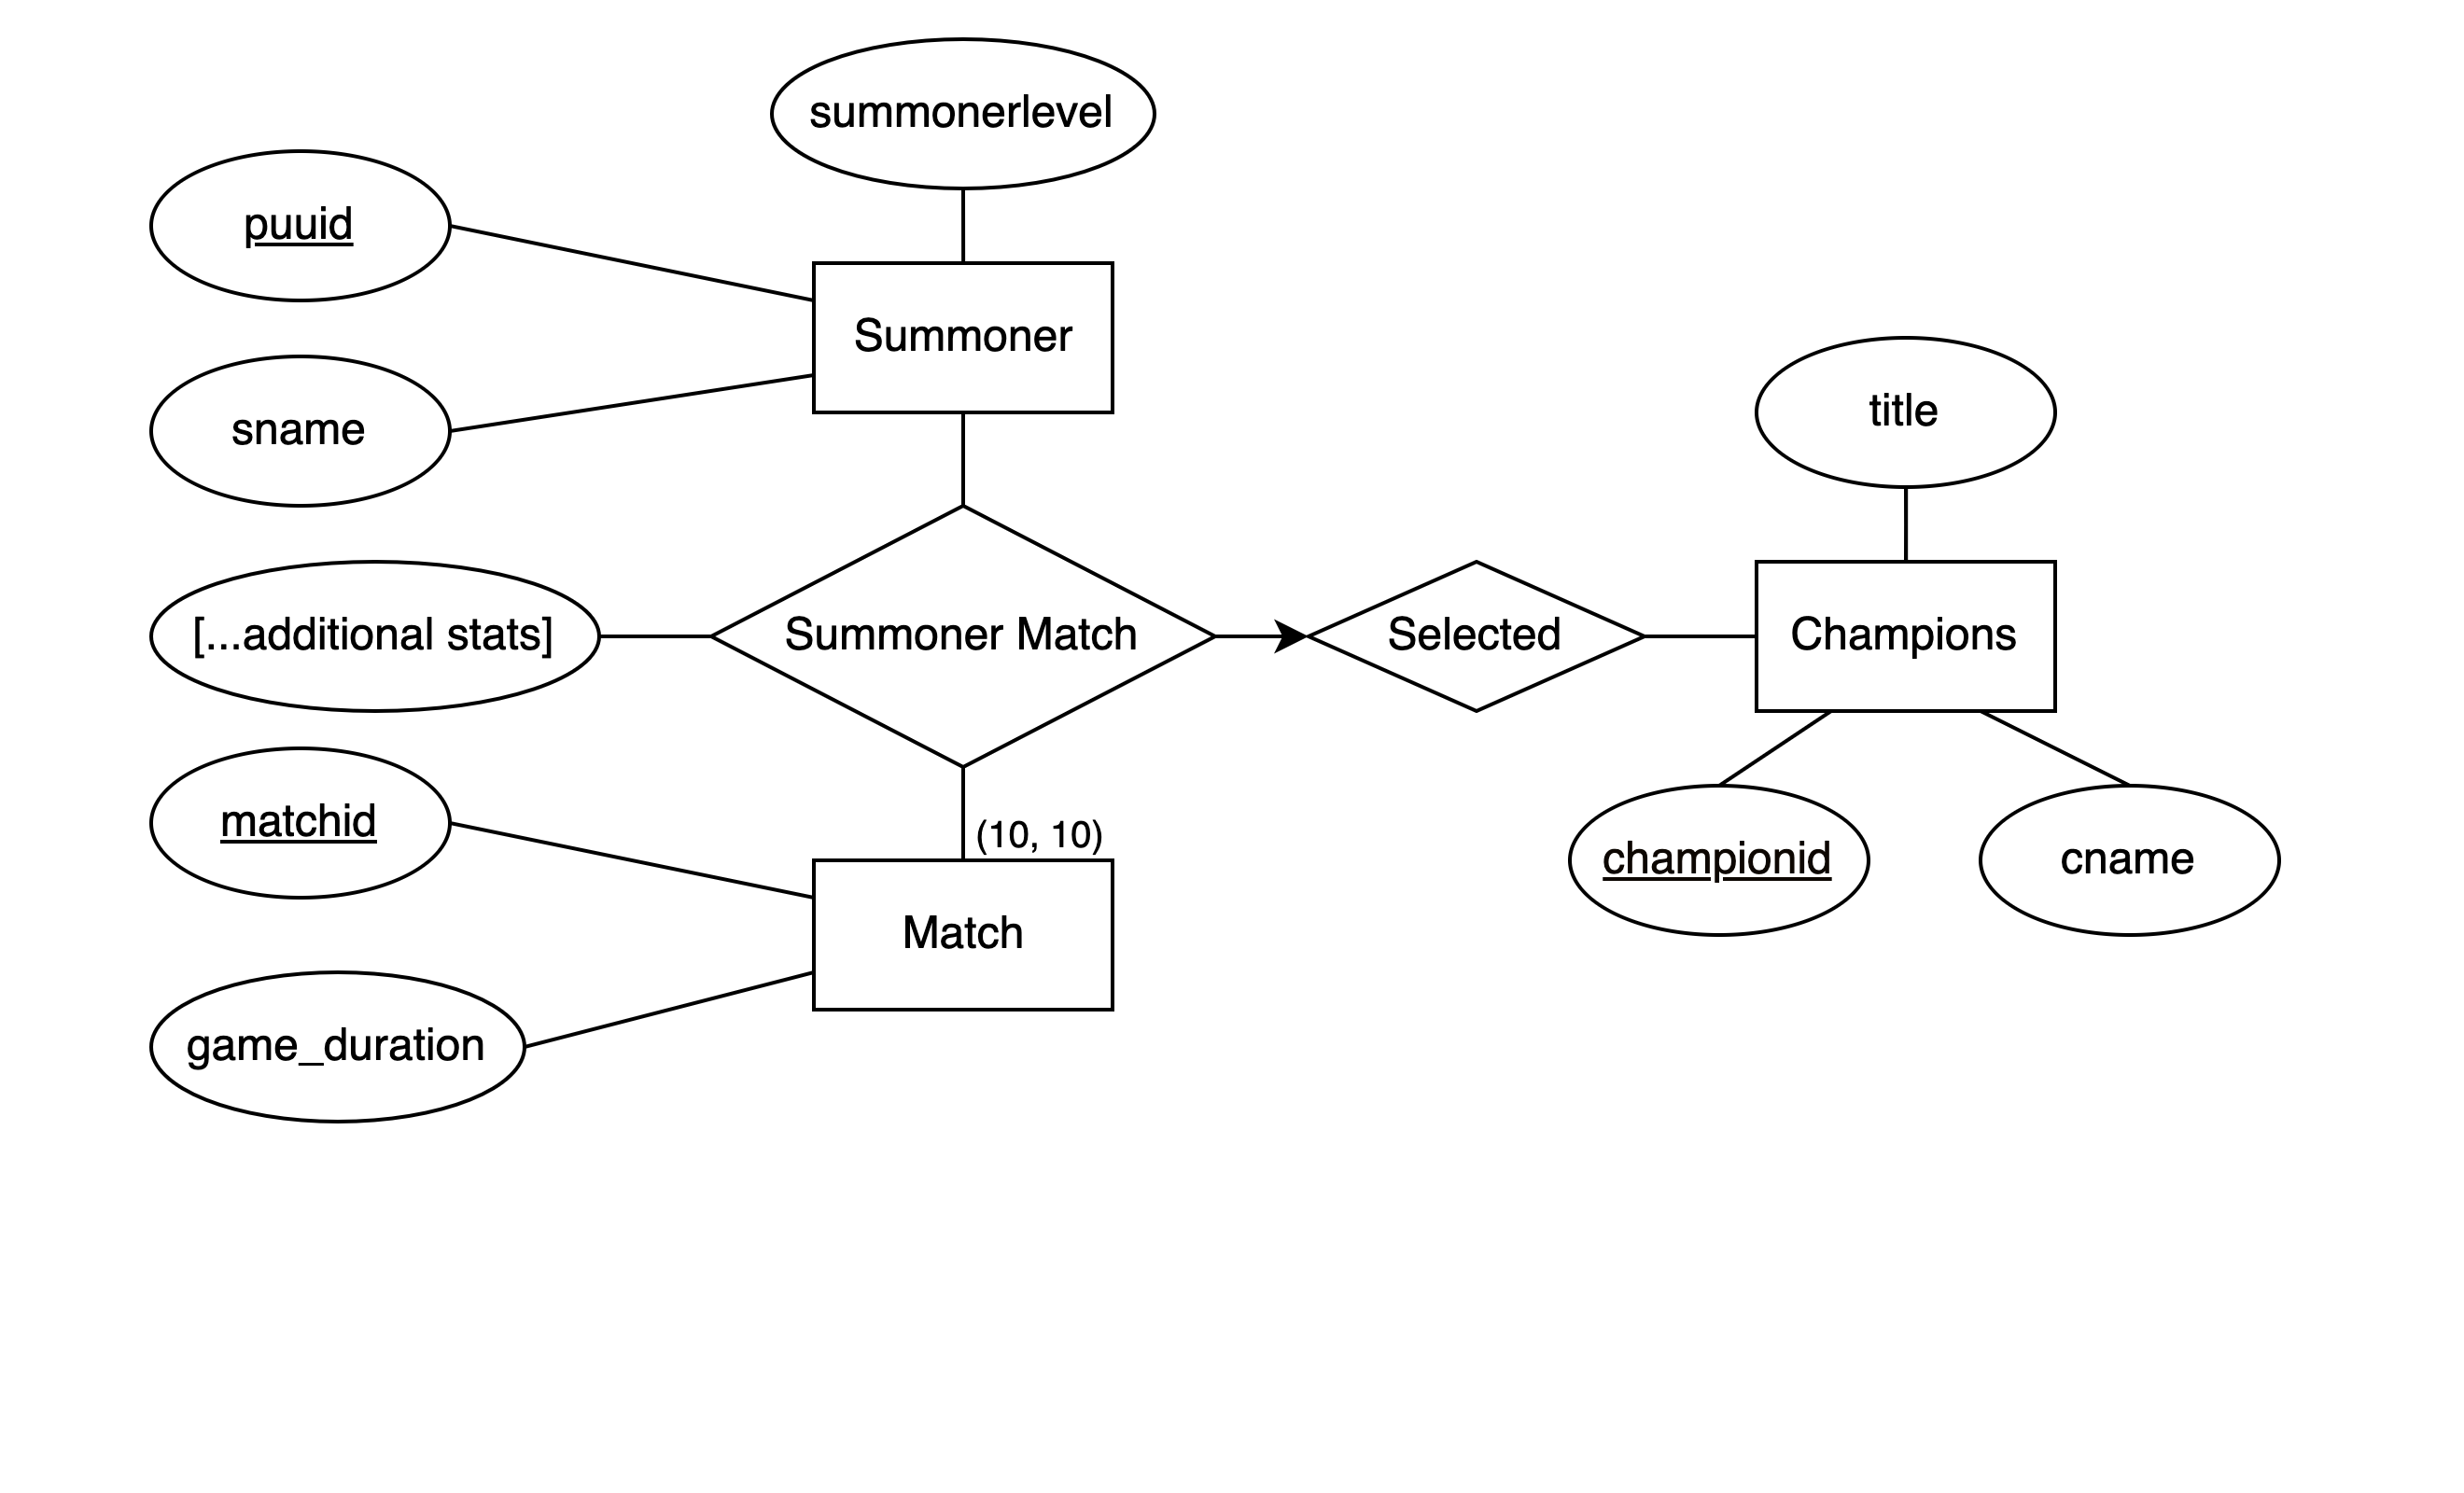 summonerlevel
puuid
Summoner
sname
title
[...additional stats]
Summoner Match
Selected
Champions
matchid
(10, 10)
championid
cname
Match
game_duration